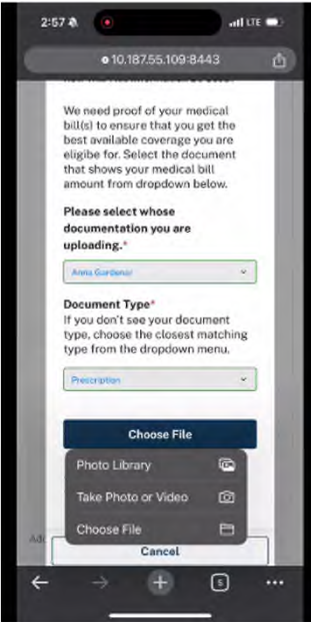 2:57
LTE
10.187.55.109:8443
We need proof of your medical
bill(s) to ensure that you get the
best available coverage you are
eligibe for. Select the document
that shows your medical bill
amount from dropdown below.
Please select whose
documentation you are
uploading.*
Anna Gardener
Document Type*
If you don't see your document
type, choose the closest matching
type from the dropdown menu.
Prescription
Choose File
Photo Library
Take Photo or Video
Choose File
Cancel
5